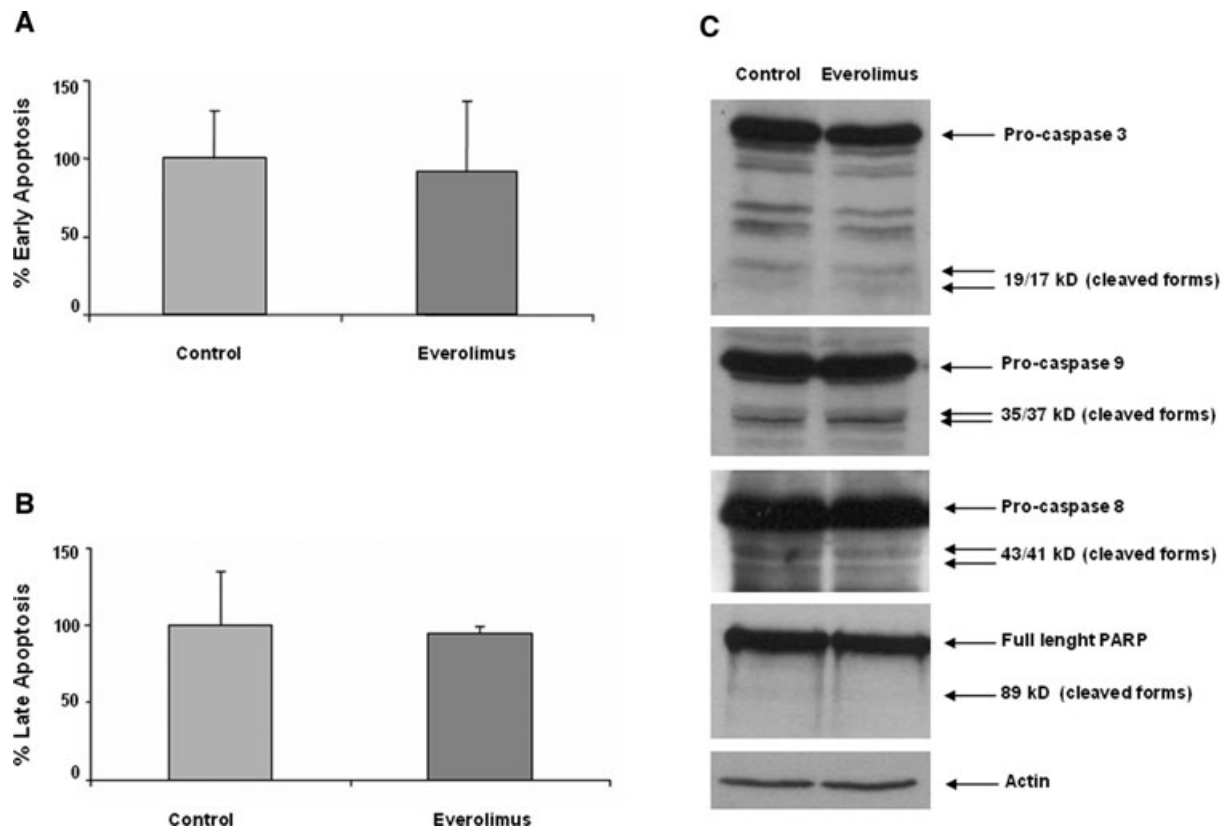 A
% Early Apoptosis
150
100
50
0
Control Everolimus
B
% Late Apoptosis
150
100
50
0
Control Everolimus
C
Control Everolimus
Pro-caspase 3
19/17 kD (cleaved forms)
Pro-caspase 9
35/37 kD (cleaved forms)
Pro-caspase 8
43/41 kD (cleaved forms)
Full lenght PARP
89 kD (cleaved forms)
Actin